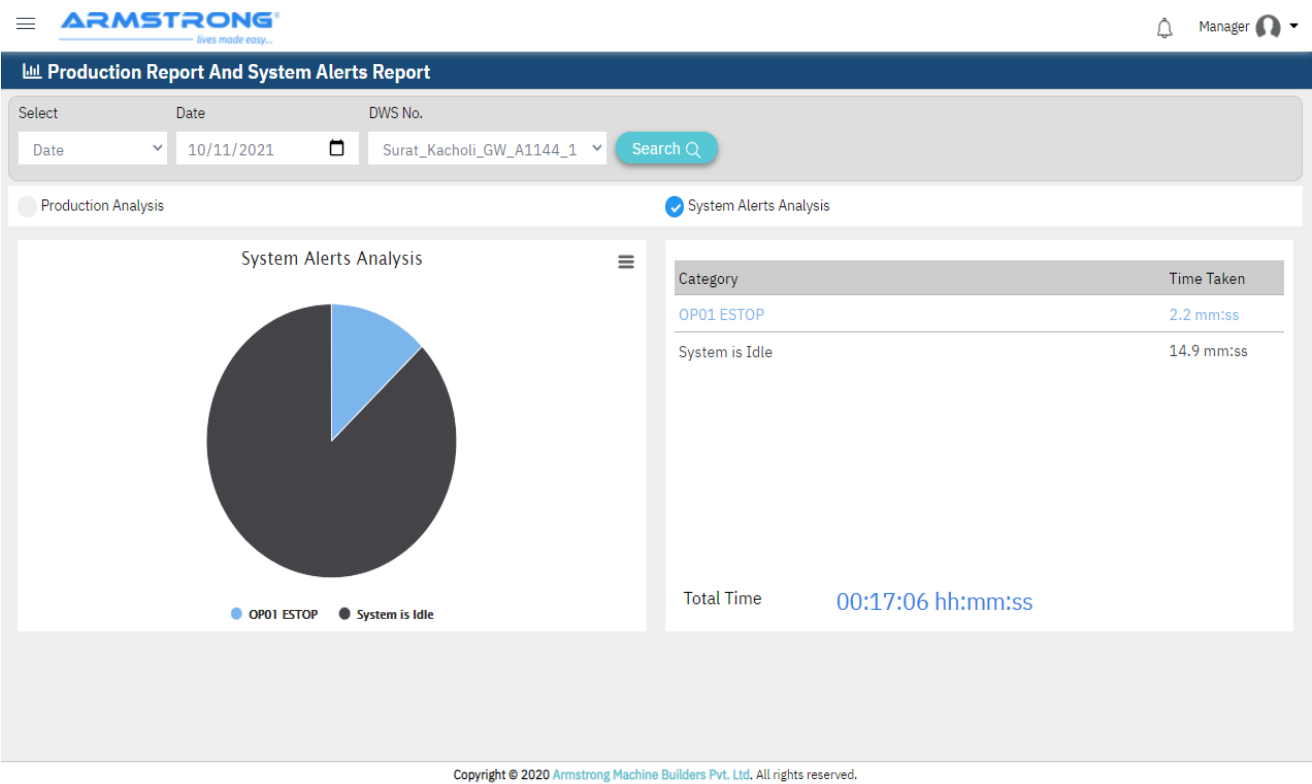 ARMSTRONG®
lives made easy...
Manager
Production Report And System Alerts Report
Select Date DWS No.
Date 10/11/2021 Surat_Kacholi_GW_A1144_1 Search
Production Analysis System Alerts Analysis
System Alerts Analysis
OP01 ESTOP System is Idle
Category Time Taken
OP01 ESTOP 2.2 mm:ss
System is Idle 14.9 mm:ss
Total Time 00:17:06 hh:mm:ss
Copyright © 2020 Armstrong Machine Builders Pvt. Ltd. All rights reserved.